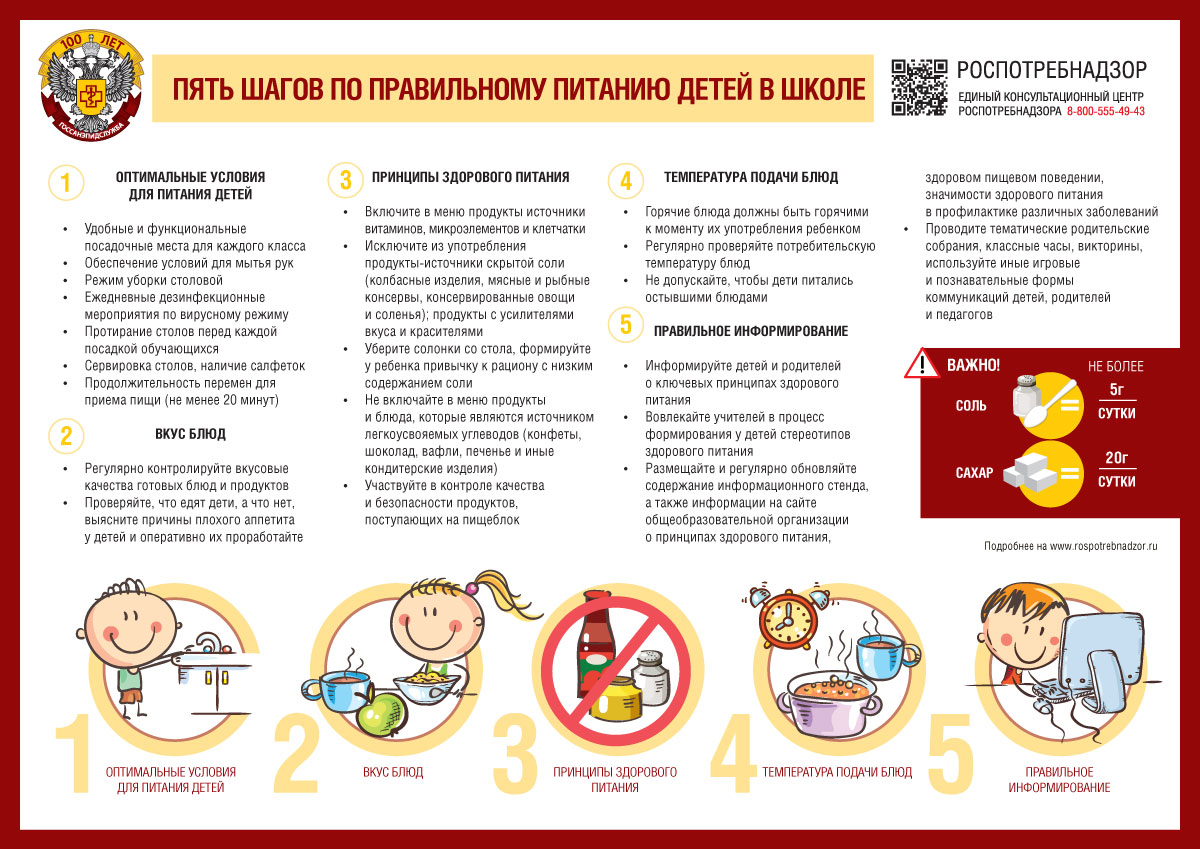 100 ЛЕТ
ГОССАНЭПИДСЛУЖБА
ПЯТЬ ШАГОВ ПО ПРАВИЛЬНОМУ ПИТАНИЮ ДЕТЕЙ В ШКОЛЕ
РОСПОТРЕБНАДЗОР
ЕДИНЫЙ КОНСУЛЬТАЦИОННЫЙ ЦЕНТР
РОСПОТРЕБНАДЗОРА 8-800-555-49-43
1
ОПТИМАЛЬНЫЕ УСЛОВИЯ
ДЛЯ ПИТАНИЯ ДЕТЕЙ
• Удобные и функциональные
посадочные места для каждого класса
• Обеспечение условий для мытья рук
• Режим уборки столовой
• Ежедневные дезинфекционные
мероприятия по вирусному режиму
• Протирание столов перед каждой
посадкой обучающихся
• Сервировка столов, наличие салфеток
• Продолжительность перемен для
приема пищи (не менее 20 минут)
2
ВКУС БЛЮД
• Регулярно контролируйте вкусовые
качества готовых блюд и продуктов
• Проверяйте, что едят дети, а что нет,
выясните причины плохого аппетита
у детей и оперативно их проработайте
3
ПРИНЦИПЫ ЗДОРОВОГО ПИТАНИЯ
• Включите в меню продукты источники
витаминов, микроэлементов и клетчатки
• Исключите из употребления
продукты-источники скрытой соли
(колбасные изделия, мясные и рыбные
консервы, консервированные овощи
и соленья); продукты с усилителями
вкуса и красителями
• Уберите солонки со стола, формируйте
у ребенка привычку к рациону с низким
содержанием соли
• Не включайте в меню продукты
и блюда, которые являются источником
легкоусвояемых углеводов (конфеты,
шоколад, вафли, печенье и иные
кондитерские изделия)
• Участвуйте в контроле качества
и безопасности продуктов,
поступающих на пищеблок
4
ТЕМПЕРАТУРА ПОДАЧИ БЛЮД
• Горячие блюда должны быть горячими
к моменту их употребления ребенком
• Регулярно проверяйте потребительскую
температуру блюд
• Не допускайте, чтобы дети питались
остывшими блюдами
5
ПРАВИЛЬНОЕ ИНФОРМИРОВАНИЕ
• Информируйте детей и родителей
о ключевых принципах здорового
питания
• Вовлекайте учителей в процесс
формирования у детей стереотипов
здорового питания
• Размещайте и регулярно обновляйте
содержание информационного стенда,
а также информации на сайте
общеобразовательной организации
о принципах здорового питания,
здоровом пищевом поведении,
значимости здорового питания
в профилактике различных заболеваний
• Проводите тематические родительские
собрания, классные часы, викторины,
используйте иные игровые
и познавательные формы
коммуникаций детей, родителей
и педагогов
!
ВАЖНО!
НЕ БОЛЕЕ
СОЛЬ
=
5г
СУТКИ
САХАР
=
20г
СУТКИ
Подробнее на www.rospotrebnadzor.ru
1
ОПТИМАЛЬНЫЕ УСЛОВИЯ
ДЛЯ ПИТАНИЯ ДЕТЕЙ
2
ВКУС БЛЮД
3
ПРИНЦИПЫ ЗДОРОВОГО
ПИТАНИЯ
4
ТЕМПЕРАТУРА ПОДАЧИ БЛЮД
5
ПРАВИЛЬНОЕ
ИНФОРМИРОВАНИЕ